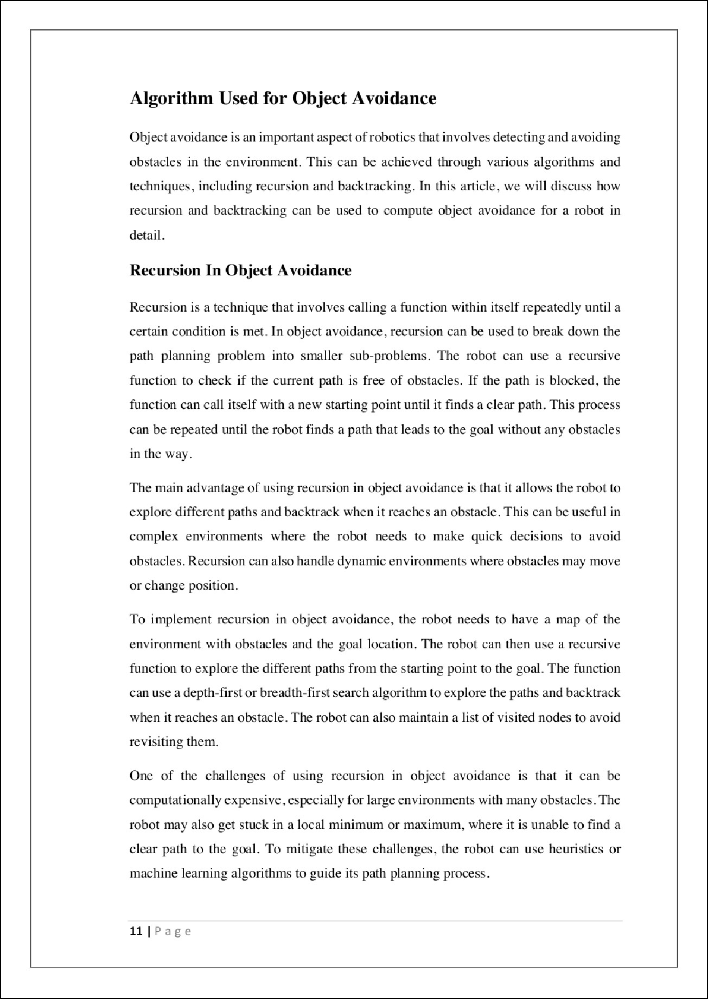 Algorithm Used for Object Avoidance
Object avoidance is an important aspect of robotics that involves detecting and avoiding
obstacles in the environment. This can be achieved through various algorithms and
techniques, including recursion and backtracking. In this article, we will discuss how
recursion and backtracking can be used to compute object avoidance for a robot in
detail.
Recursion In Object Avoidance
Recursion is a technique that involves calling a function within itself repeatedly until a
certain condition is met. In object avoidance, recursion can be used to break down the
path planning problem into smaller sub-problems. The robot can use a recursive
function to check if the current path is free of obstacles. If the path is blocked, the
function can call itself with a new starting point until it finds a clear path. This process
can be repeated until the robot finds a path that leads to the goal without any obstacles
in the way.
The main advantage of using recursion in object avoidance is that it allows the robot to
explore different paths and backtrack when it reaches an obstacle. This can be useful in
complex environments where the robot needs to make quick decisions to avoid
obstacles. Recursion can also handle dynamic environments where obstacles may move
or change position.
To implement recursion in object avoidance, the robot needs to have a map of the
environment with obstacles and the goal location. The robot can then use a recursive
function to explore the different paths from the starting point to the goal. The function
can use a depth-first or breadth-first search algorithm to explore the paths and backtrack
when it reaches an obstacle. The robot can also maintain a list of visited nodes to avoid
revisiting them.
One of the challenges of using recursion in object avoidance is that it can be
computationally expensive, especially for large environments with many obstacles. The
robot may also get stuck in a local minimum or maximum, where it is unable to find a
clear path to the goal. To mitigate these challenges, the robot can use heuristics or
machine learning algorithms to guide its path planning process.
11 | P a g e